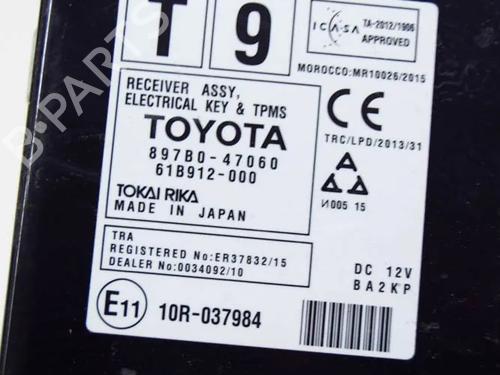 T 9
ICASA TA-2012/1906
APPROVED
MOROCCO:MR10026/2015
RECEIVER ASSY,
ELECTRICAL KEY & TPMS
TOYOTA
897B0-47060
61B912-000
CE
TRC/LPD/2013/31
TOKAI RIKA
MADE IN JAPAN
И005 15
TRA
REGISTERED No:ER37832/15
DEALER No:0034092/10
DC 12V
BA2KP
E11 10R-037984
B-PARTS